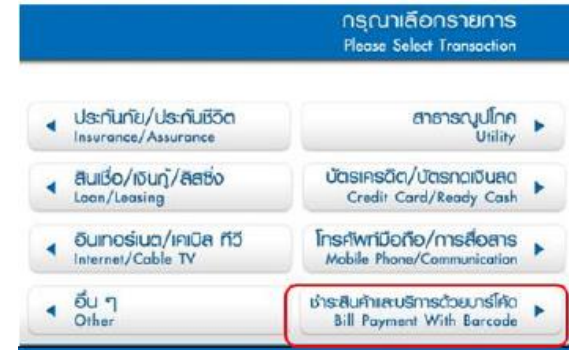 กรุณาเลือกรายการ
Please Select Transaction
ประกันภัย/ประกันชีวิต
Insurance/Assurance
สาธารณูปโภค
Utility
สินเชื่อ/เงินกู้/ลิสซิ่ง
Loan/Leasing
บัตรเครดิต/บัตรกดเงินสด
Credit Card/Ready Cash
อินเทอร์เนต/เคเบิล ทีวี
Internet/Cable TV
โทรศัพท์มือถือ/การสื่อสาร
Mobile Phone/Communication
อื่น ๆ
Other
ชำระสินค้าและบริการด้วยบาร์โค้ด
Bill Payment With Barcode